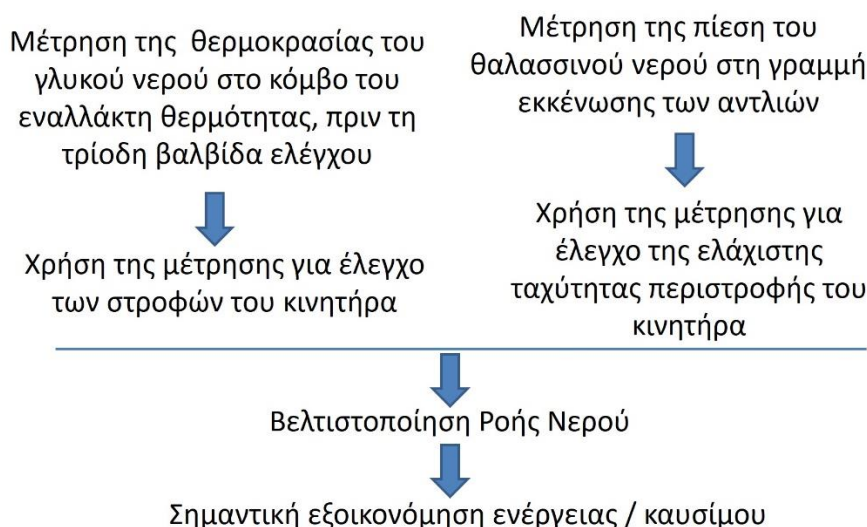 Μέτρηση της θερμοκρασίας του
γλυκού νερού στο κόμβο του
εναλλάκτη θερμότητας, πριν τη
τρίοδη βαλβίδα ελέγχου
Χρήση της μέτρησης για έλεγχο
των στροφών του κινητήρα
Μέτρηση της πίεση του
θαλασσινού νερού στη γραμμή
εκκένωσης των αντλιών
Χρήση της μέτρησης για
έλεγχο της ελάχιστης
ταχύτητας περιστροφής του
κινητήρα
Βελτιστοποίηση Ροής Νερού
Σημαντική εξοικονόμηση ενέργειας / καυσίμου